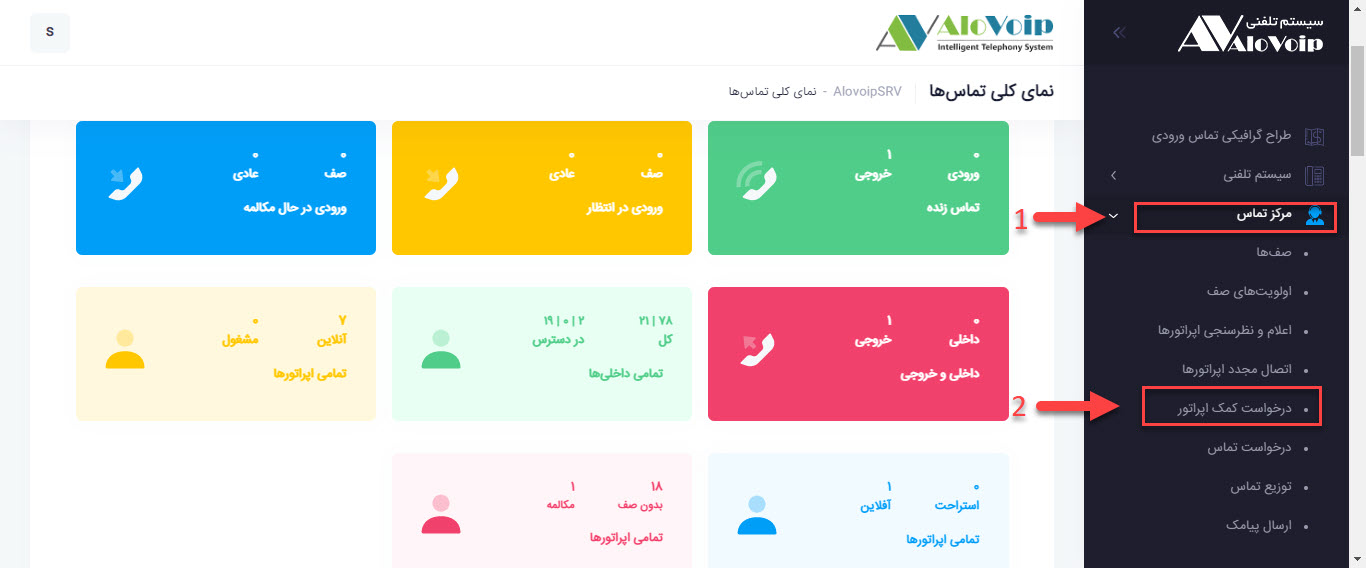 سیستم تلفنی
AloVoip
AloVoip
Intelligent Telephony System
S
نمای کلی تماس‌ها
AlovoipSRV - نمای کلی تماس‌ها
طراح گرافیکی تماس ورودی
سیستم تلفنی
1
مرکز تماس
صف‌ها
اولویت‌های صف
اعلام و نظرسنجی اپراتورها
اتصال مجدد اپراتورها
2
درخواست کمک اپراتور
درخواست تماس
توزیع تماس
ارسال پیامک
۰ ۱
ورودی خروجی
تماس زنده
۰ ۰
صف عادی
ورودی در انتظار
۰ ۰
صف عادی
ورودی در حال مکالمه
۰ ۱
داخلی خروجی
داخلی و خروجی
۷۸ | ۲۱ ۲ | ۰ | ۱۹
کل در دسترس
تمامی داخلی‌ها
۷ ۰
آنلاین مشغول
تمامی اپراتورها
۰ ۱
استراحت آفلاین
تمامی اپراتورها
۱۸ ۱
بدون صف مکالمه
تمامی اپراتورها